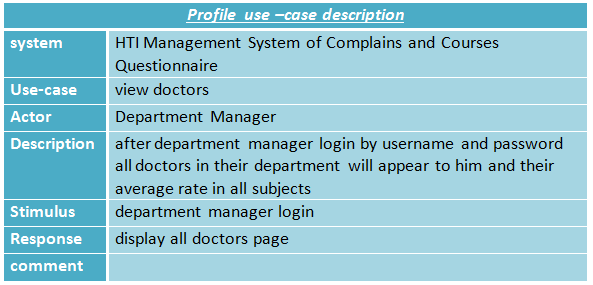 Profile use –case description
system HTI Management System of Complains and Courses
Questionnaire
Use-case view doctors
Actor Department Manager
Description after department manager login by username and password
all doctors in their department will appear to him and their
average rate in all subjects
Stimulus department manager login
Response display all doctors page
comment